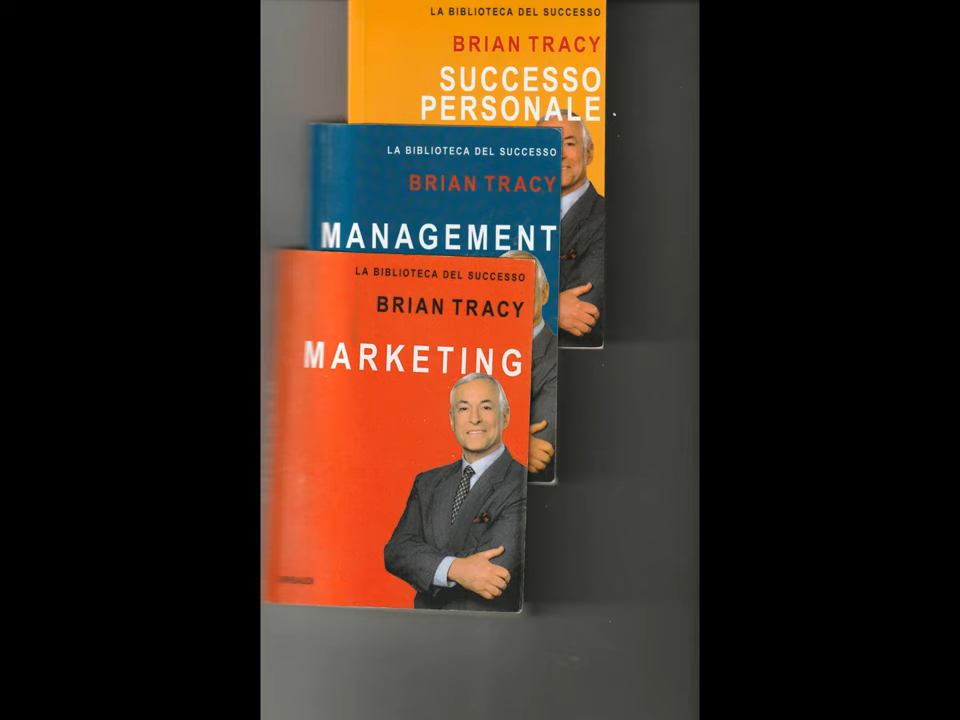 LA BIBLIOTECA DEL SUCCESSO
BRIAN TRACY
SUCCESSO
PERSONALE
LA BIBLIOTECA DEL SUCCESSO
BRIAN TRACY
MANAGEMENT
LA BIBLIOTECA DEL SUCCESSO
BRIAN TRACY
MARKETING